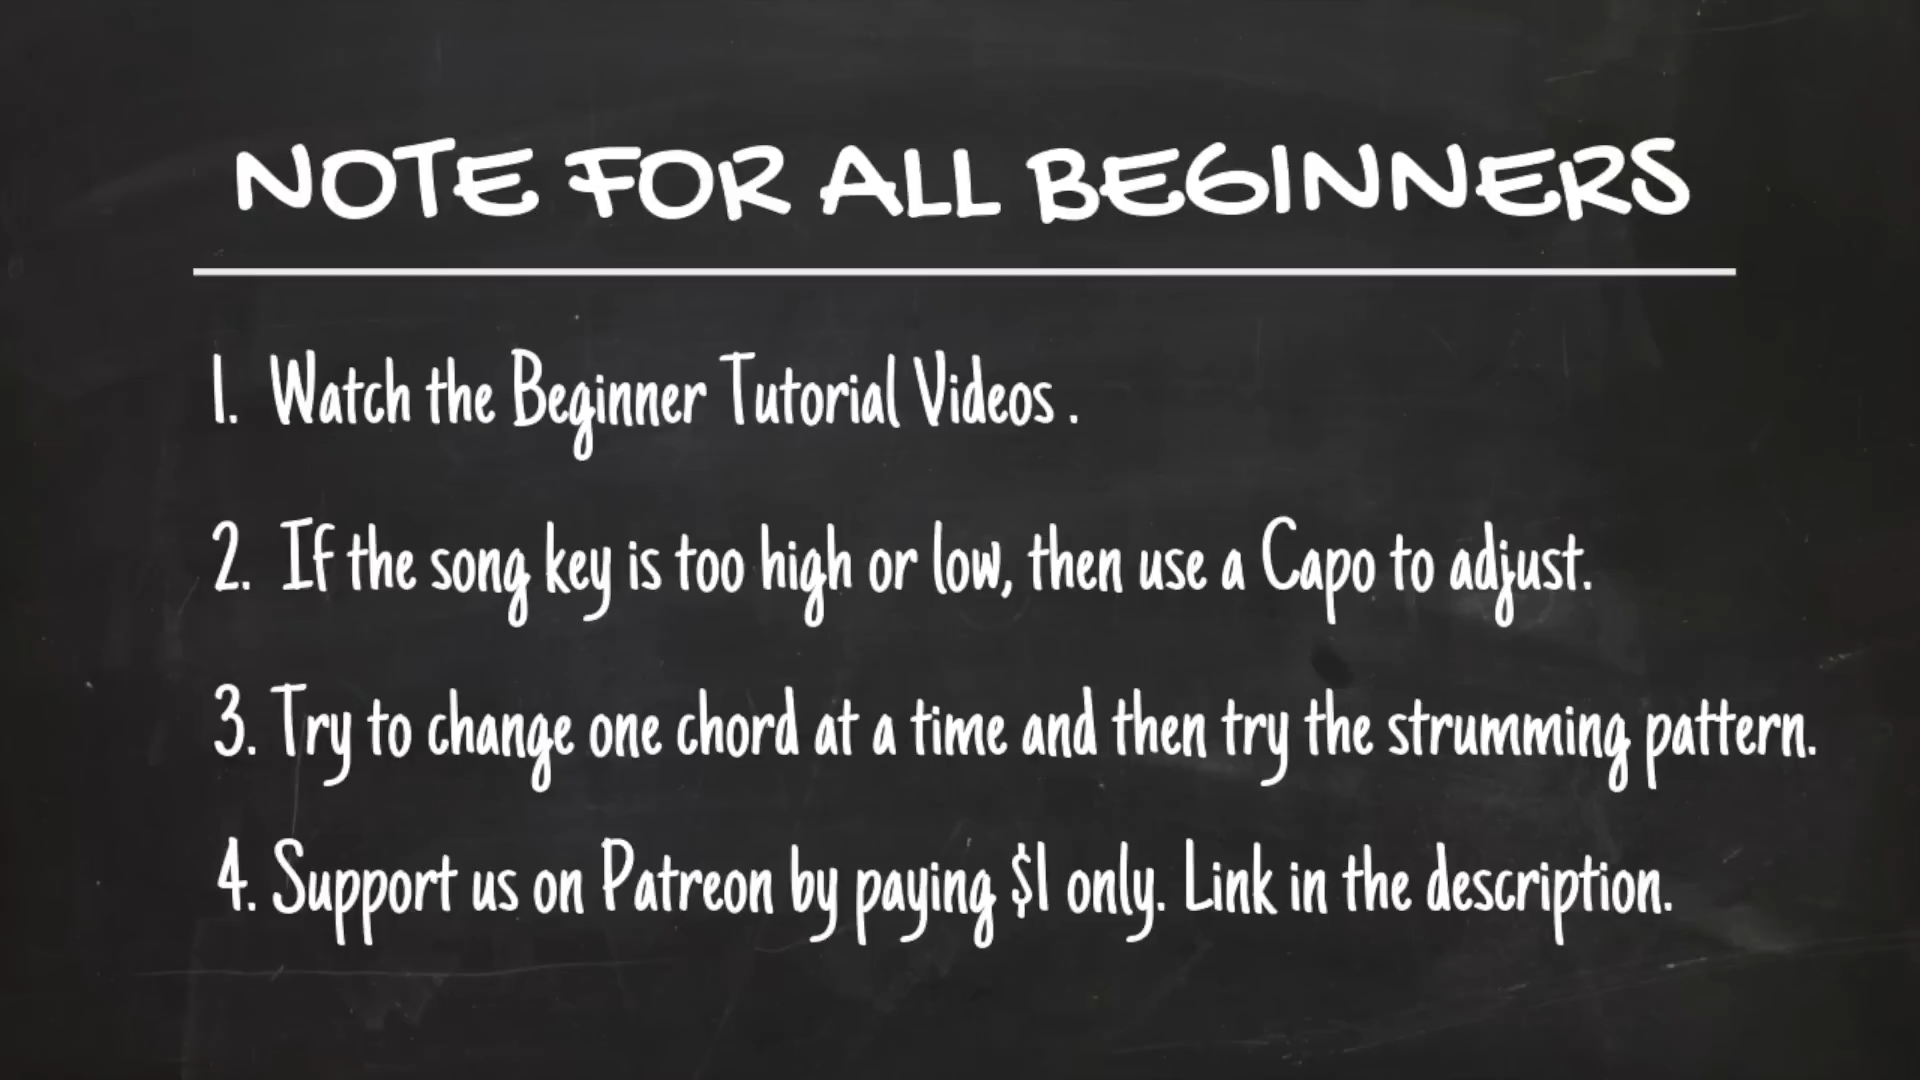 NOTE FOR ALL BEGINNERS
1. Watch the Beginner Tutorial Videos .
2. If the song key is too high or low, then use a Capo to adjust.
3. Try to change one chord at a time and then try the strumming pattern.
4. Support us on Patreon by paying $1 only. Link in the description.